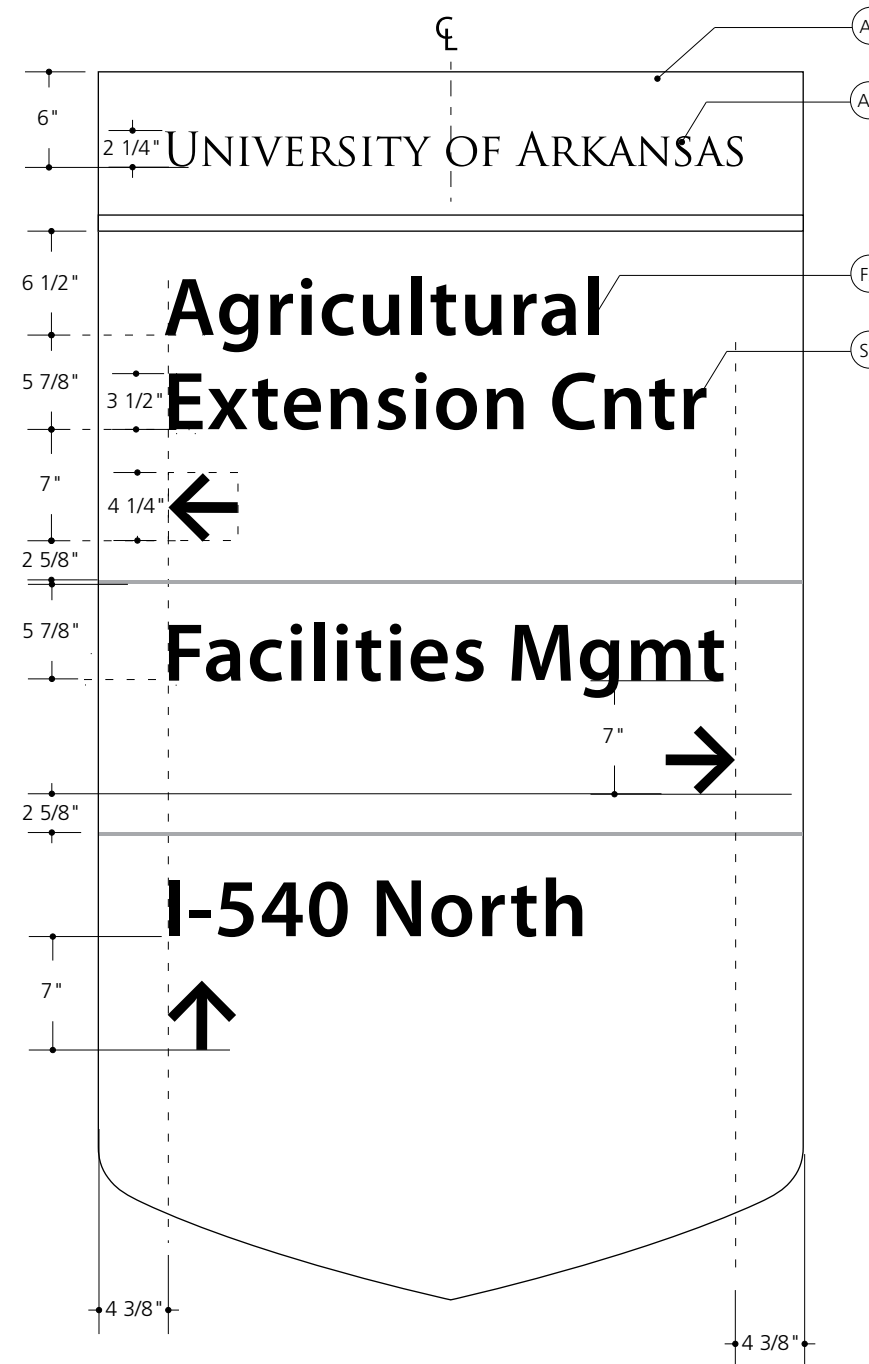 ℄
A
6"
2 1/4"
UNIVERSITY OF ARKANSAS
A
6 1/2"
Agricultural
F
5 7/8"
3 1/2"
Extension Cntr
S
7"
4 1/4"
2 5/8"
5 7/8"
Facilities Mgmt
7"
2 5/8"
I-540 North
7"
4 3/8"
4 3/8"